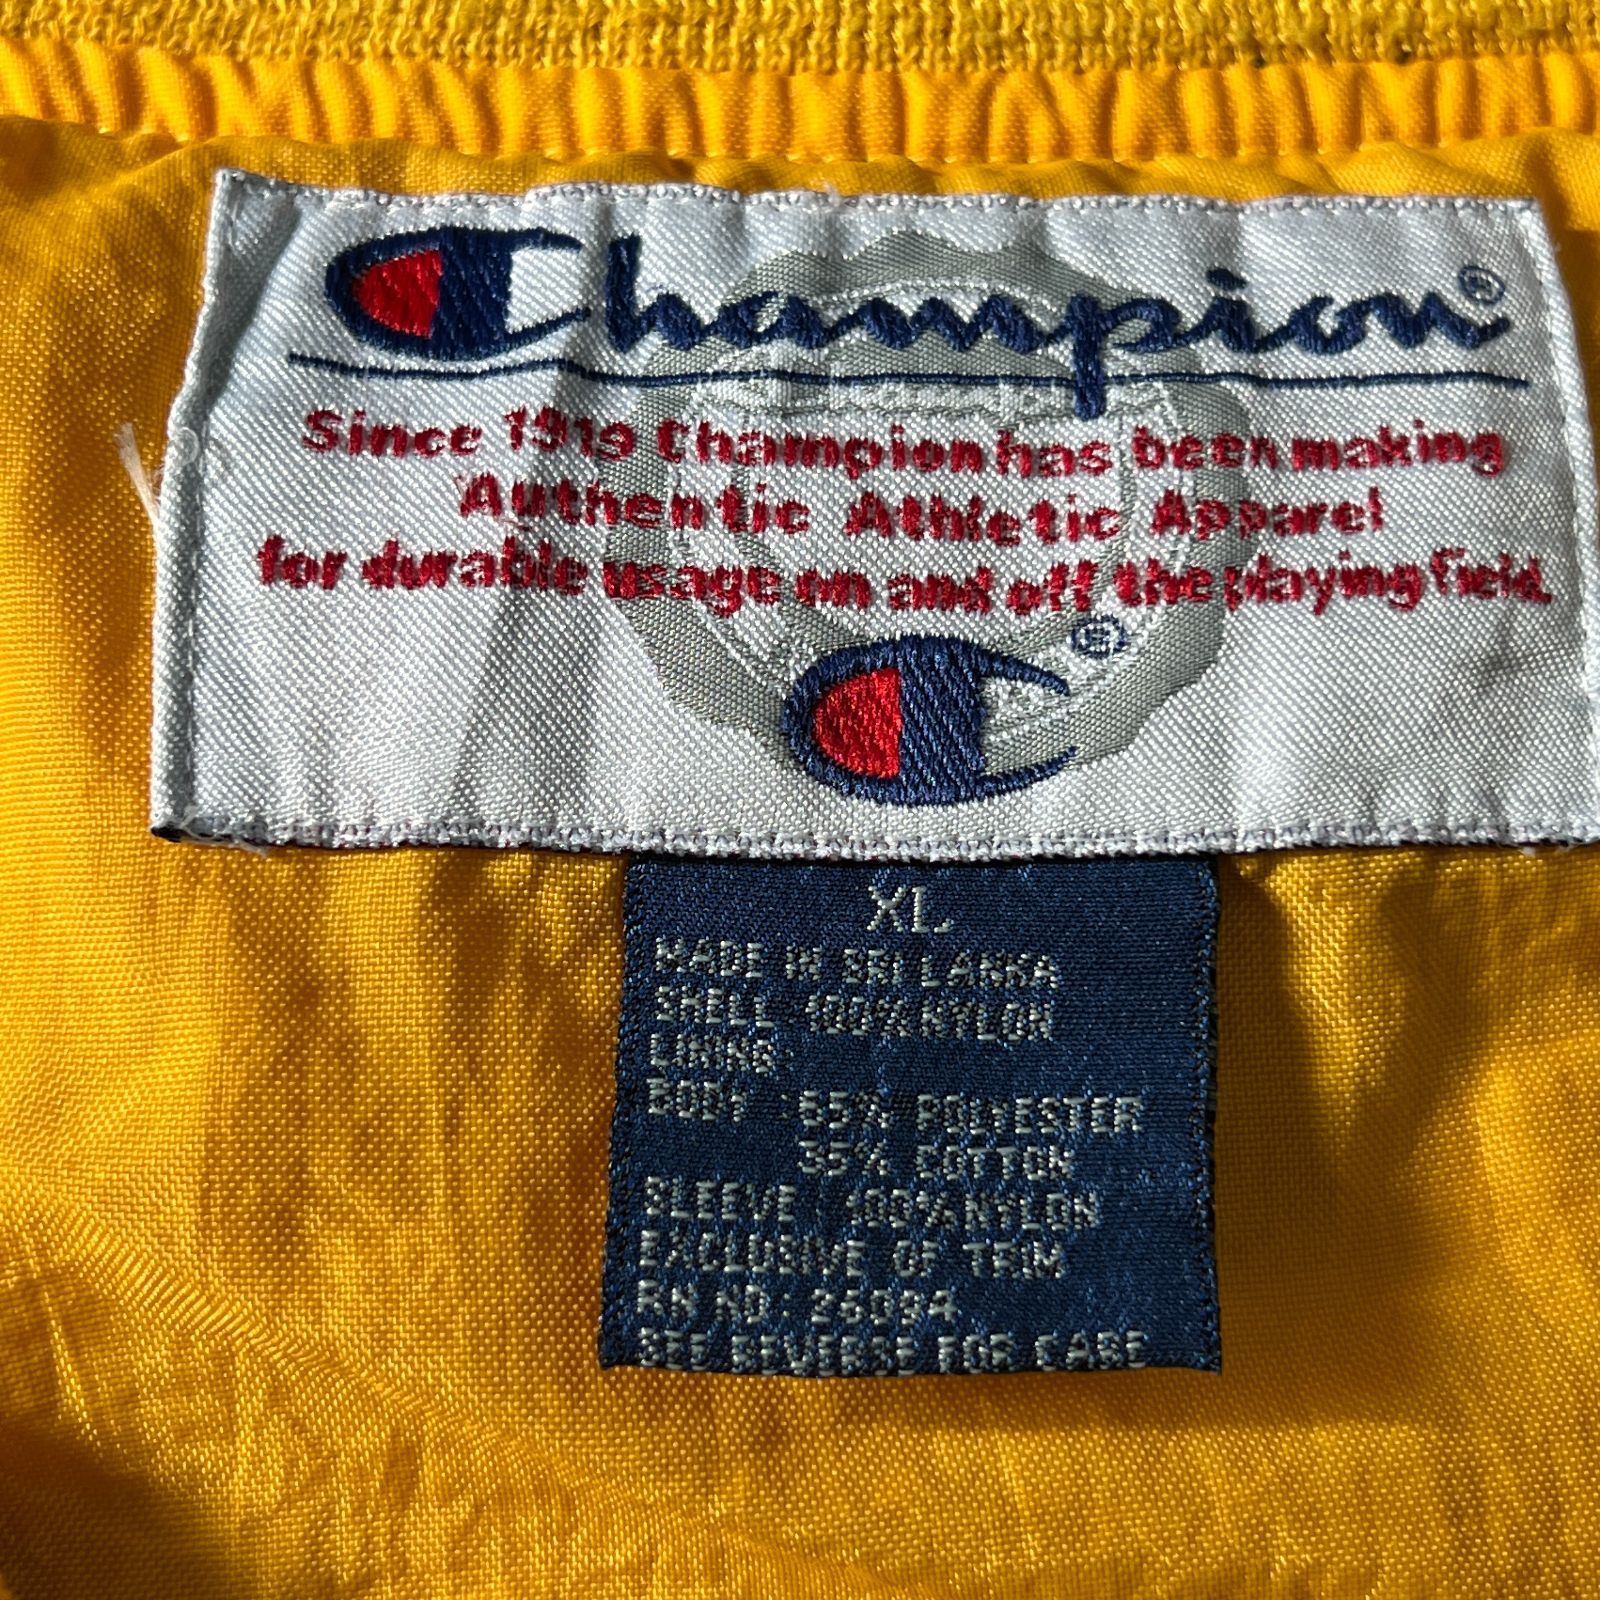 Champion®
Since 1919 Champion has been making
Authentic Athletic Apparel
for durable usage on and off the playing field.
®
XL
MADE IN SRI LANKA
SHELL 100% NYLON
LINING:
BODY 65% POLYESTER
35% COTTON
SLEEVE 100% NYLON
EXCLUSIVE OF TRIM
RN NO: 26094
SEE REVERSE FOR CARE